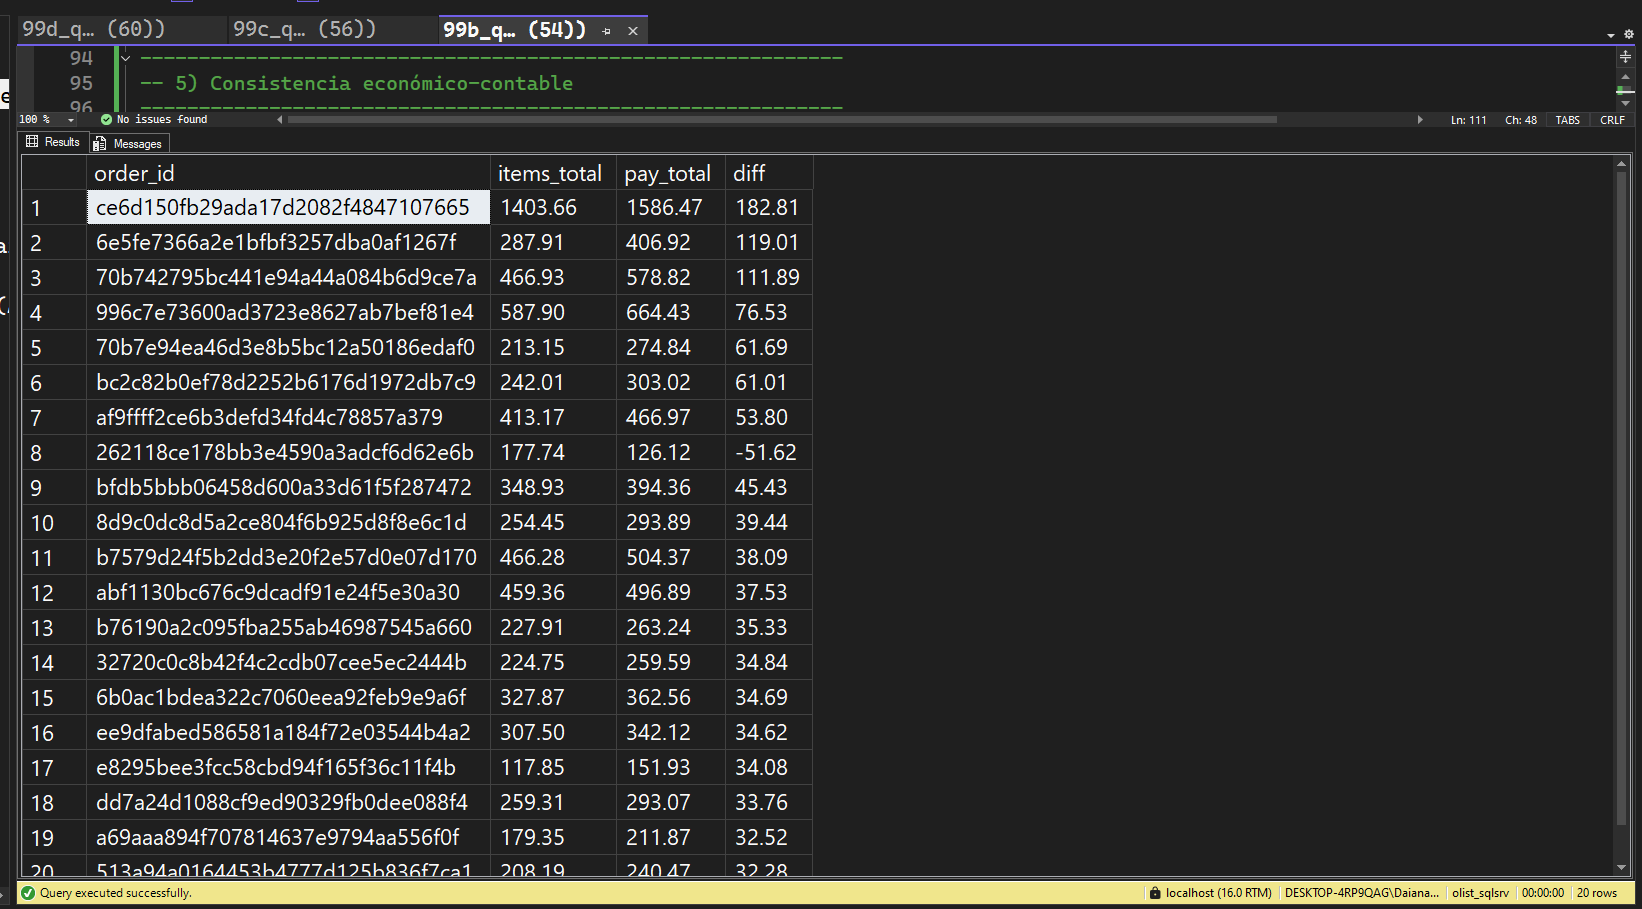 99d_q... (60)) 99c_q... (56)) 99b_q... (54))
94 ------------------------------------------------------------
95 -- 5) Consistencia económico-contable
96 ------------------------------------------------------------
100 % No issues found Ln: 111 Ch: 48 TABS CRLF
Results Messages
order_id items_total pay_total diff
1 ce6d150fb29ada17d2082f4847107665 1403.66 1586.47 182.81
2 6e5fe7366a2e1bfbf3257dba0af1267f 287.91 406.92 119.01
3 70b742795bc441e94a44a084b6d9ce7a 466.93 578.82 111.89
4 996c7e73600ad3723e8627ab7bef81e4 587.90 664.43 76.53
5 70b7e94ea46d3e8b5bc12a50186edaf0 213.15 274.84 61.69
6 bc2c82b0ef78d2252b6176d1972db7c9 242.01 303.02 61.01
7 af9ffff2ce6b3defd34fd4c78857a379 413.17 466.97 53.80
8 262118ce178bb3e4590a3adcf6d62e6b 177.74 126.12 -51.62
9 bfdb5bbb06458d600a33d61f5f287472 348.93 394.36 45.43
10 8d9c0dc8d5a2ce804f6b925d8f8e6c1d 254.45 293.89 39.44
11 b7579d24f5b2dd3e20f2e57d0e07d170 466.28 504.37 38.09
12 abf1130bc676c9dcadf91e24f5e30a30 459.36 496.89 37.53
13 b76190a2c095fba255ab46987545a660 227.91 263.24 35.33
14 32720c0c8b42f4c2cdb07cee5ec2444b 224.75 259.59 34.84
15 6b0ac1bdea322c7060eea92feb9e9a6f 327.87 362.56 34.69
16 ee9dfabed586581a184f72e03544b4a2 307.50 342.12 34.62
17 e8295bee3fcc58cbd94f165f36c11f4b 117.85 151.93 34.08
18 dd7a24d1088cf9ed90329fb0dee088f4 259.31 293.07 33.76
19 a69aaa894f707814637e9794aa556f0f 179.35 211.87 32.52
20 513a94a0164453b4777d125b836f7ca1 208.19 240.47 32.28
Query executed successfully. localhost (16.0 RTM) DESKTOP-4RP9QAG\Daiana... olist_sqlsrv 00:00:00 20 rows